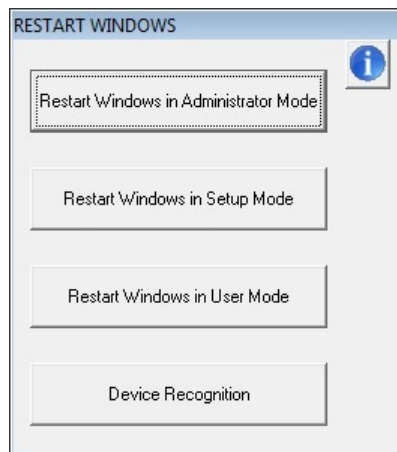 RESTART WINDOWS
Restart Windows in Administrator Mode
Restart Windows in Setup Mode
Restart Windows in User Mode
Device Recognition